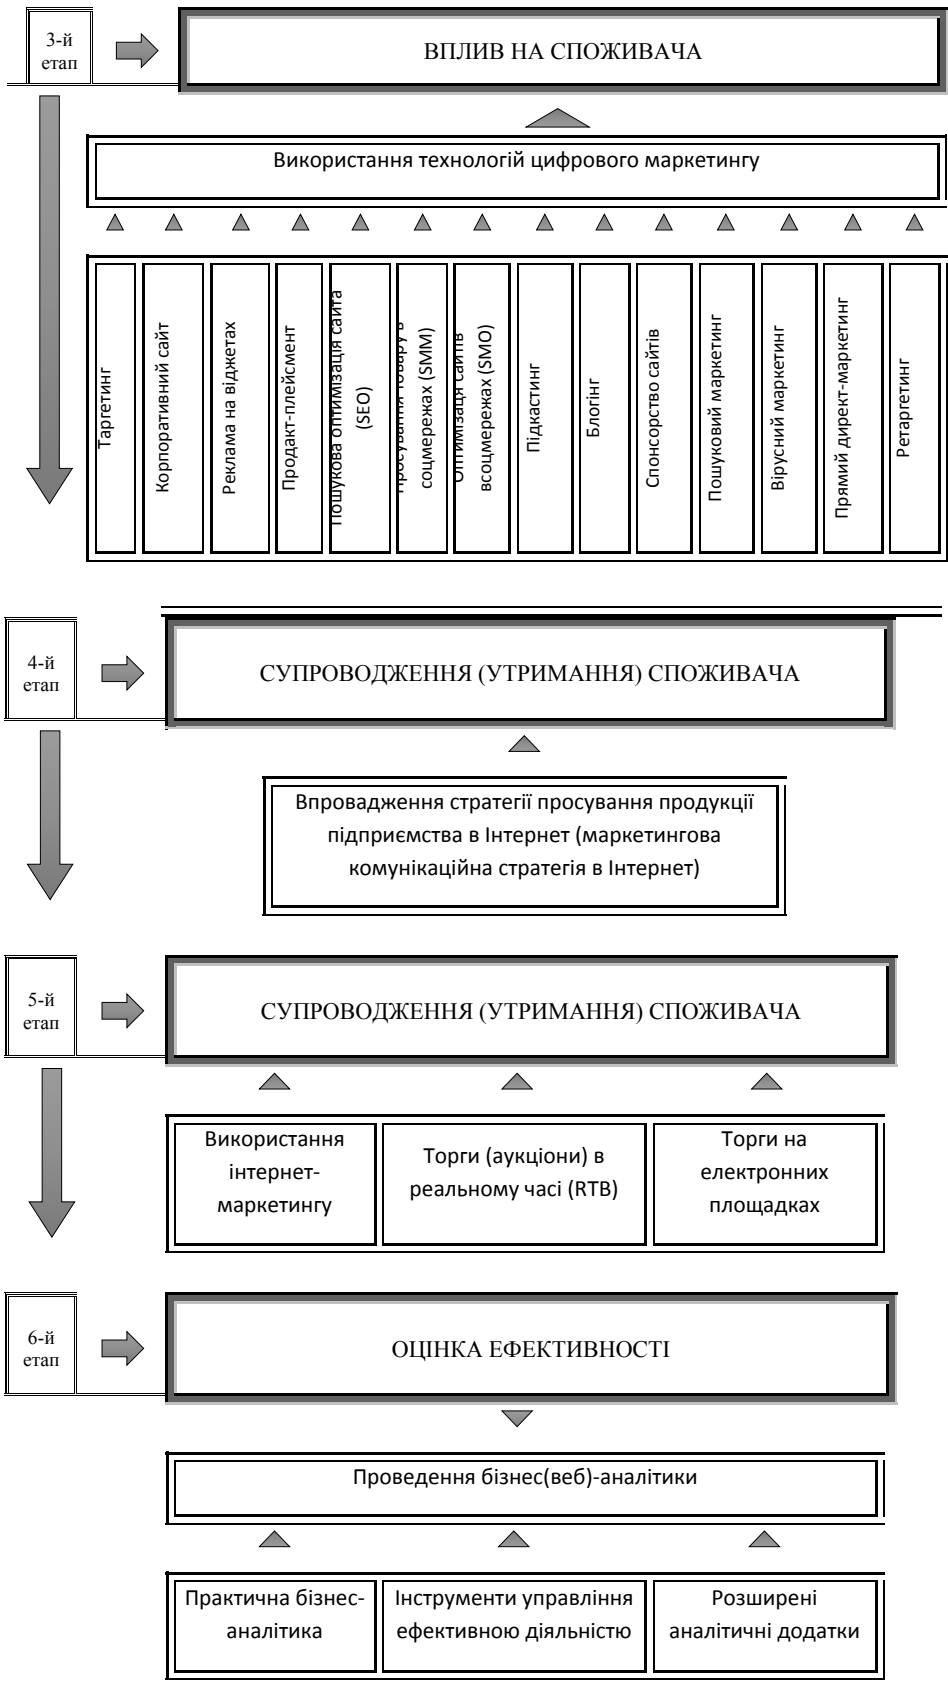 3-й
етап
ВПЛИВ НА СПОЖИВАЧА
Використання технологій цифрового маркетингу
Таргетинг
Корпоративний сайт
Реклама на віджетах
Продакт-плейсмент
Пошукова оптимізація сайта
(SEO)
Просування товару в
соцмережах (SMM)
Оптимізація сайтів
всоцмережах (SMO)
Підкастинг
Блогінг
Спонсорство сайтів
Пошуковий маркетинг
Вірусний маркетинг
Прямий директ-маркетинг
Ретаргетинг
4-й
етап
СУПРОВОДЖЕННЯ (УТРИМАННЯ) СПОЖИВАЧА
Впровадження стратегії просування продукції
підприємства в Інтернет (маркетингова
комунікаційна стратегія в Інтернет)
5-й
етап
СУПРОВОДЖЕННЯ (УТРИМАННЯ) СПОЖИВАЧА
Використання
інтернет-
маркетингу
Торги (аукціони) в
реальному часі (RTB)
Торги на
електронних
площадках
6-й
етап
ОЦІНКА ЕФЕКТИВНОСТІ
Проведення бізнес(веб)-аналітики
Практична бізнес-
аналітика
Інструменти управління
ефективною діяльністю
Розширені
аналітичні додатки